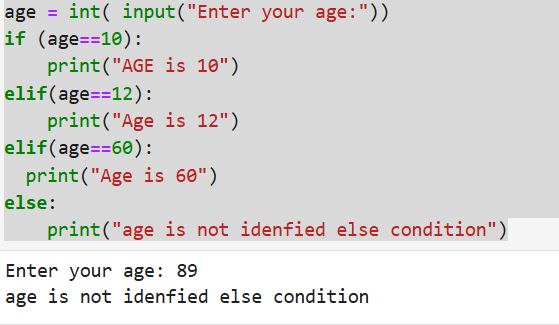 age = int( input("Enter your age:"))
if (age==10):
    print("AGE is 10")
elif(age==12):
    print("Age is 12")
elif(age==60):
  print("Age is 60")
else:
    print("age is not idenfied else condition")
Enter your age: 89
age is not idenfied else condition